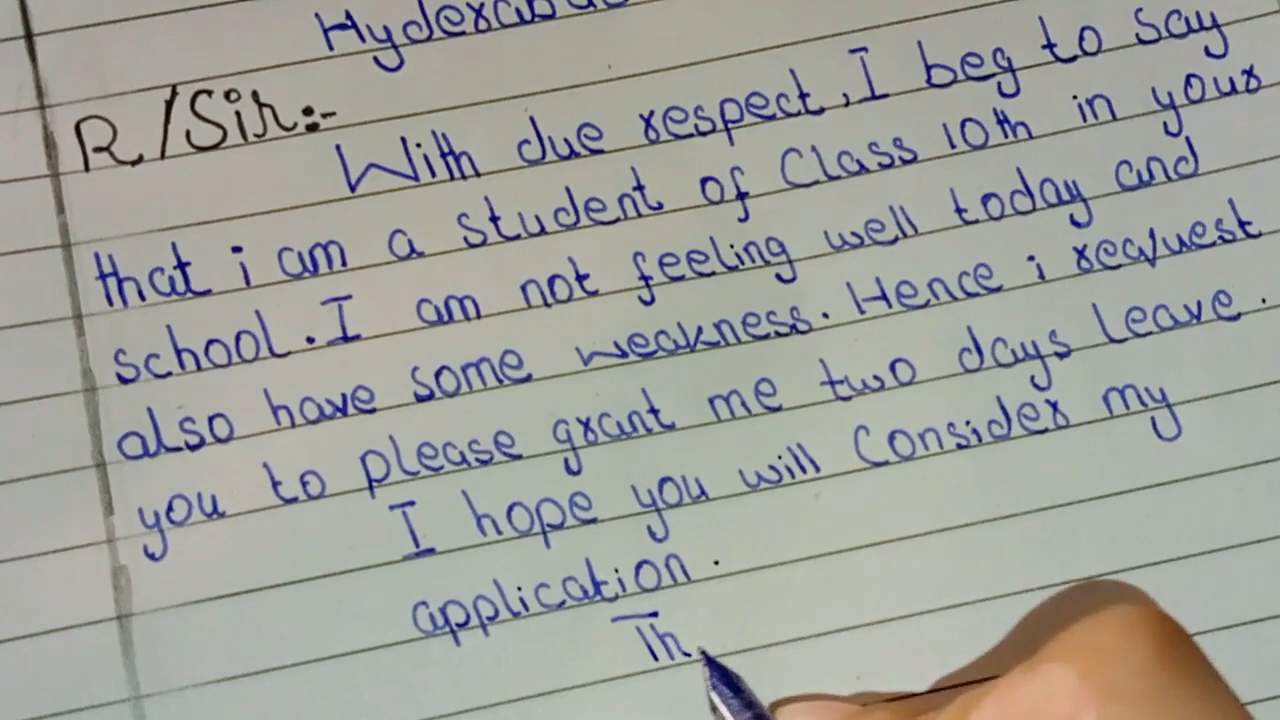 Hyderabad
R/Sir:-
With due respect, I beg to say
that i am a student of Class 10th in your
school. I am not feeling well today and
also have some weakness. Hence i request
you to please grant me two days leave.
I hope you will Consider my
application.
Th